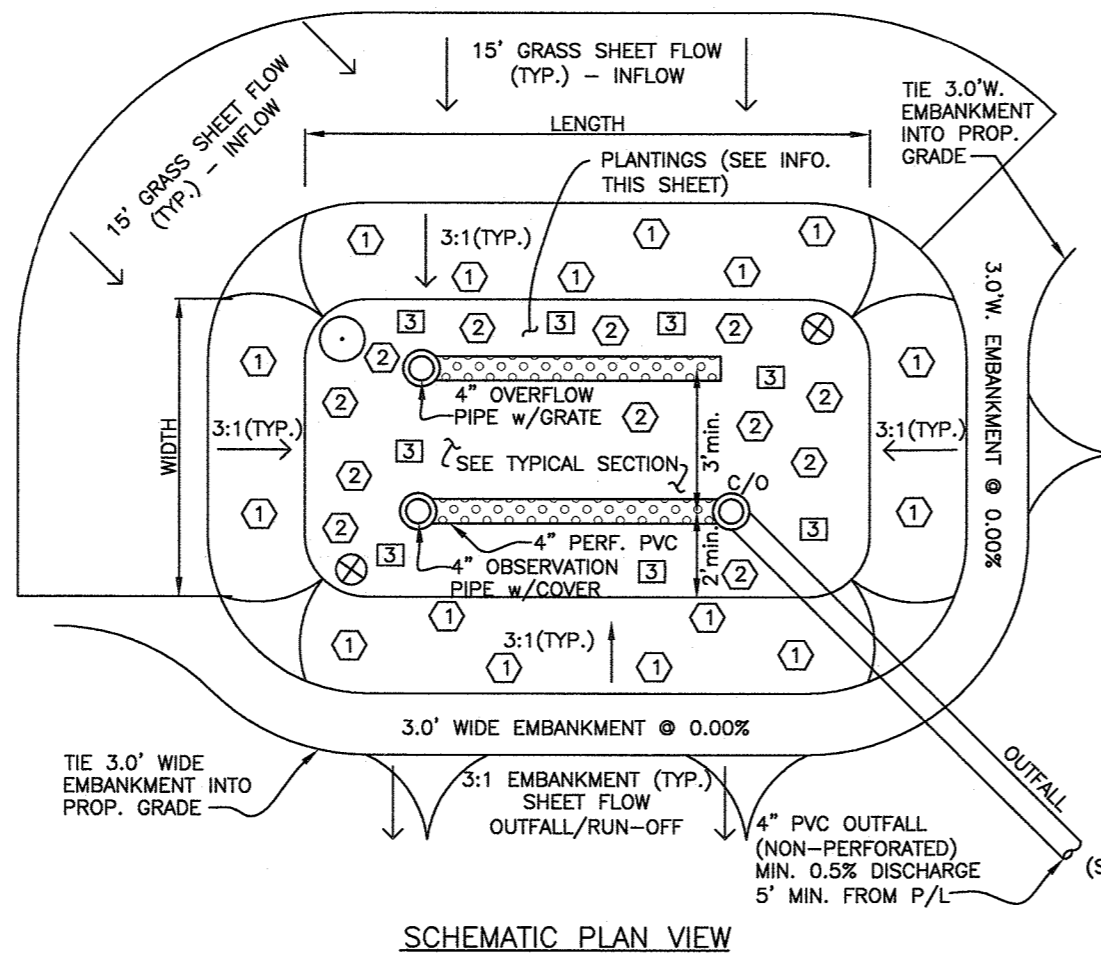 15' GRASS SHEET FLOW
(TYP.) - INFLOW
15' GRASS SHEET FLOW
(TYP.) - INFLOW
TIE 3.0'W.
EMBANKMENT
INTO PROP.
GRADE
LENGTH
PLANTINGS (SEE INFO.
THIS SHEET)
1
1
1
3:1(TYP.)
1
1
1
3
2
3
2
3
2
2
1
1
3
4" OVERFLOW
PIPE w/GRATE
2
2
2
2
WIDTH
3:1(TYP.)
3:1(TYP.)
3
SEE TYPICAL SECTION
3'min.
2
2
C/O
3.0'W. EMBANKMENT @ 0.00%
1
1
2
3
4" PERF. PVC
2'min.
3
4" OBSERVATION
PIPE w/COVER
3
2
1
1
1
3:1(TYP.)
1
1
1
3.0' WIDE EMBANKMENT @ 0.00%
TIE 3.0' WIDE
EMBANKMENT INTO
PROP. GRADE
3:1 EMBANKMENT (TYP.)
SHEET FLOW
OUTFALL/RUN-OFF
OUTFALL
4" PVC OUTFALL
(NON-PERFORATED)
MIN. 0.5% DISCHARGE
5' MIN. FROM P/L
(S
SCHEMATIC PLAN VIEW